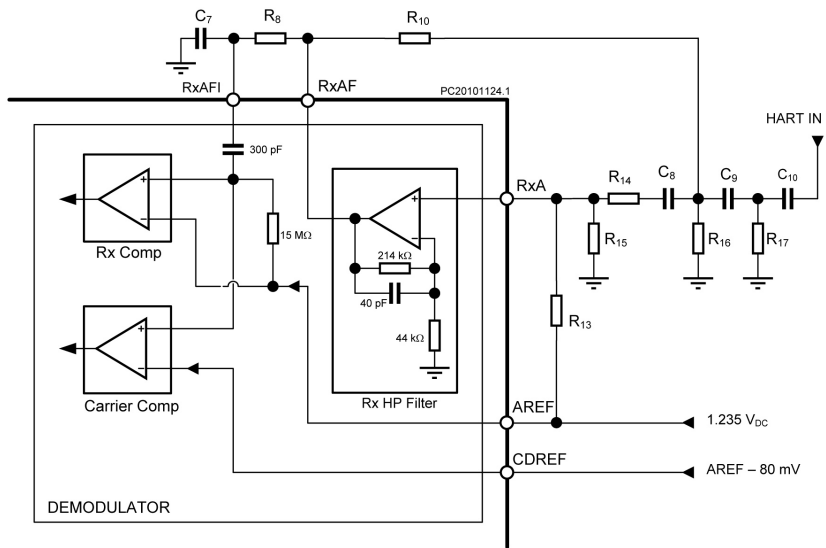 C7
R8
R10
RxAFI
RxAF
PC20101124.1
HART IN
300 pF
RxA
R14
C8
C9
C10
+
−
+
−
15 MΩ
214 kΩ
R15
R16
R17
Rx Comp
40 pF
R13
+
−
44 kΩ
Carrier Comp
Rx HP Filter
AREF
1.235 VDC
CDREF
AREF – 80 mV
DEMODULATOR